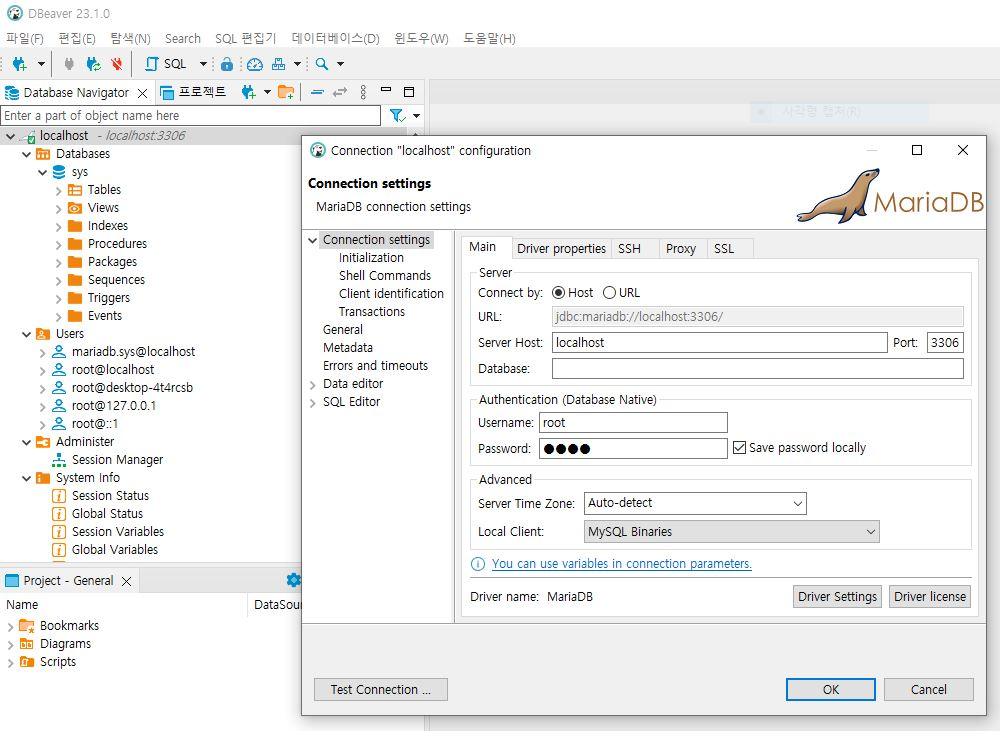 DBeaver 23.1.0
파일(F) 편집(E) 탐색(N) Search SQL 편집기 데이터베이스(D) 윈도우(W) 도움말(H)
SQL
Database Navigator 프로젝트
Enter a part of object name here
localhost - localhost:3306
Databases
sys
Tables
Views
Indexes
Procedures
Packages
Sequences
Triggers
Events
Users
mariadb.sys@localhost
root@localhost
root@desktop-4t4rcsb
root@127.0.0.1
root@::1
Administer
Session Manager
System Info
Session Status
Global Status
Session Variables
Global Variables
Project - General
Name DataSour
Bookmarks
Diagrams
Scripts
사각형 캡처(R)
Connection "localhost" configuration
Connection settings
MariaDB connection settings
MariaDB
Connection settings
Initialization
Shell Commands
Client identification
Transactions
General
Metadata
Errors and timeouts
Data editor
SQL Editor
Main Driver properties SSH Proxy SSL
Server
Connect by: Host URL
URL: jdbc:mariadb://localhost:3306/
Server Host: localhost Port: 3306
Database:
Authentication (Database Native)
Username: root
Password: ●●●● Save password locally
Advanced
Server Time Zone: Auto-detect
Local Client: MySQL Binaries
You can use variables in connection parameters.
Driver name: MariaDB Driver Settings Driver license
Test Connection ... OK Cancel